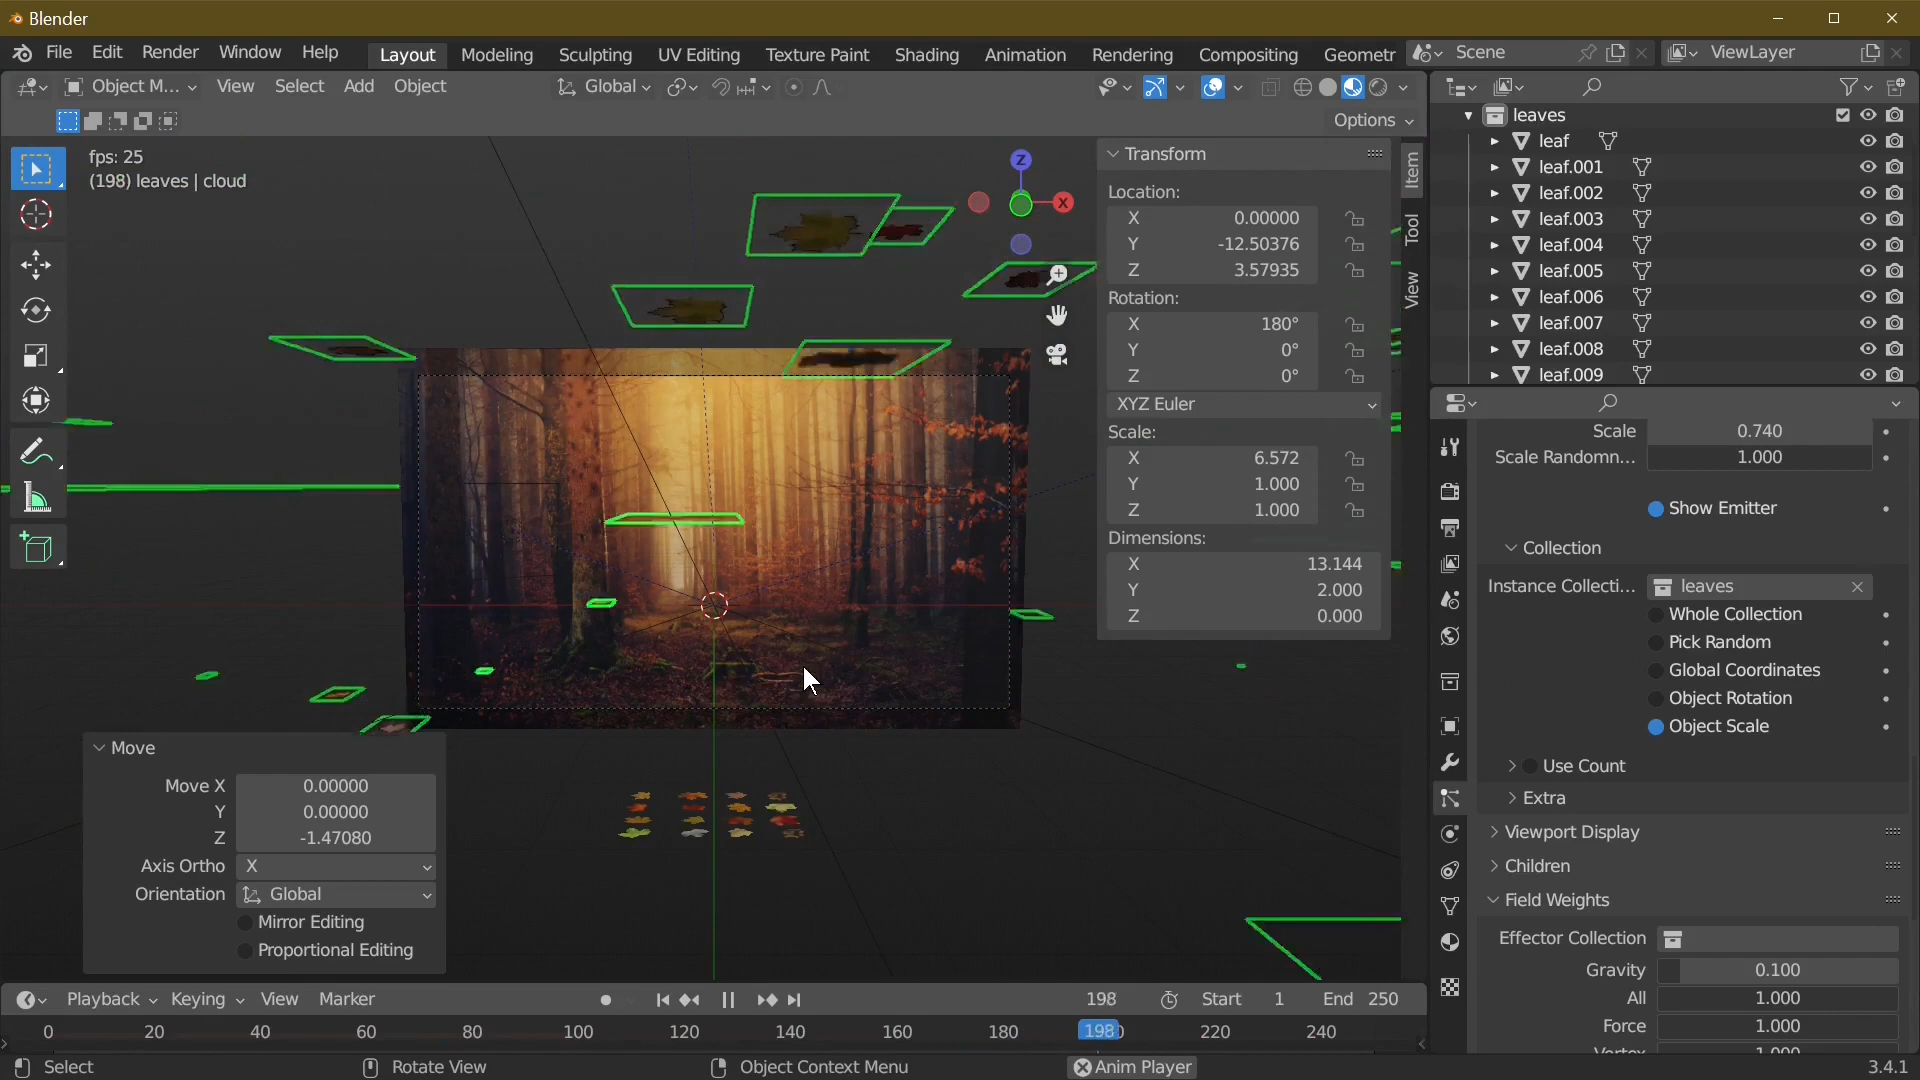 Blender
File Edit Render Window Help Layout Modeling Sculpting UV Editing Texture Paint Shading Animation Rendering Compositing Geometr Scene ViewLayer
Object M... View Select Add Object Global
Options
fps: 25
(198) leaves | cloud
Z
X
Transform
Location:
X 0.00000
Y -12.50376
Z 3.57935
Rotation:
X 180°
Y 0°
Z 0°
XYZ Euler
Scale:
X 6.572
Y 1.000
Z 1.000
Dimensions:
X 13.144
Y 2.000
Z 0.000
Item
Tool
View
leaves
leaf
leaf.001
leaf.002
leaf.003
leaf.004
leaf.005
leaf.006
leaf.007
leaf.008
leaf.009
Scale 0.740
Scale Randomn... 1.000
Show Emitter
Collection
Instance Collecti... leaves
Whole Collection
Pick Random
Global Coordinates
Object Rotation
Object Scale
Use Count
Extra
Viewport Display
Children
Field Weights
Effector Collection
Gravity 0.100
All 1.000
Force 1.000
Vortex 1.000
Move
Move X 0.00000
Y 0.00000
Z -1.47080
Axis Ortho X
Orientation Global
Mirror Editing
Proportional Editing
Playback Keying View Marker 198 Start 1 End 250
0 20 40 60 80 100 120 140 160 180 198 220 240
Select Rotate View Object Context Menu Anim Player 3.4.1